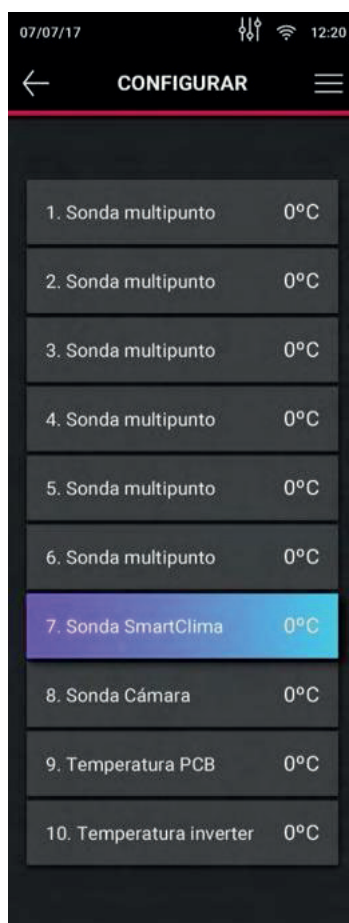 07/07/17 12:20
CONFIGURAR
1. Sonda multipunto 0ºC
2. Sonda multipunto 0ºC
3. Sonda multipunto 0ºC
4. Sonda multipunto 0ºC
5. Sonda multipunto 0ºC
6. Sonda multipunto 0ºC
7. Sonda SmartClima 0ºC
8. Sonda Cámara 0ºC
9. Temperatura PCB 0ºC
10. Temperatura inverter 0ºC